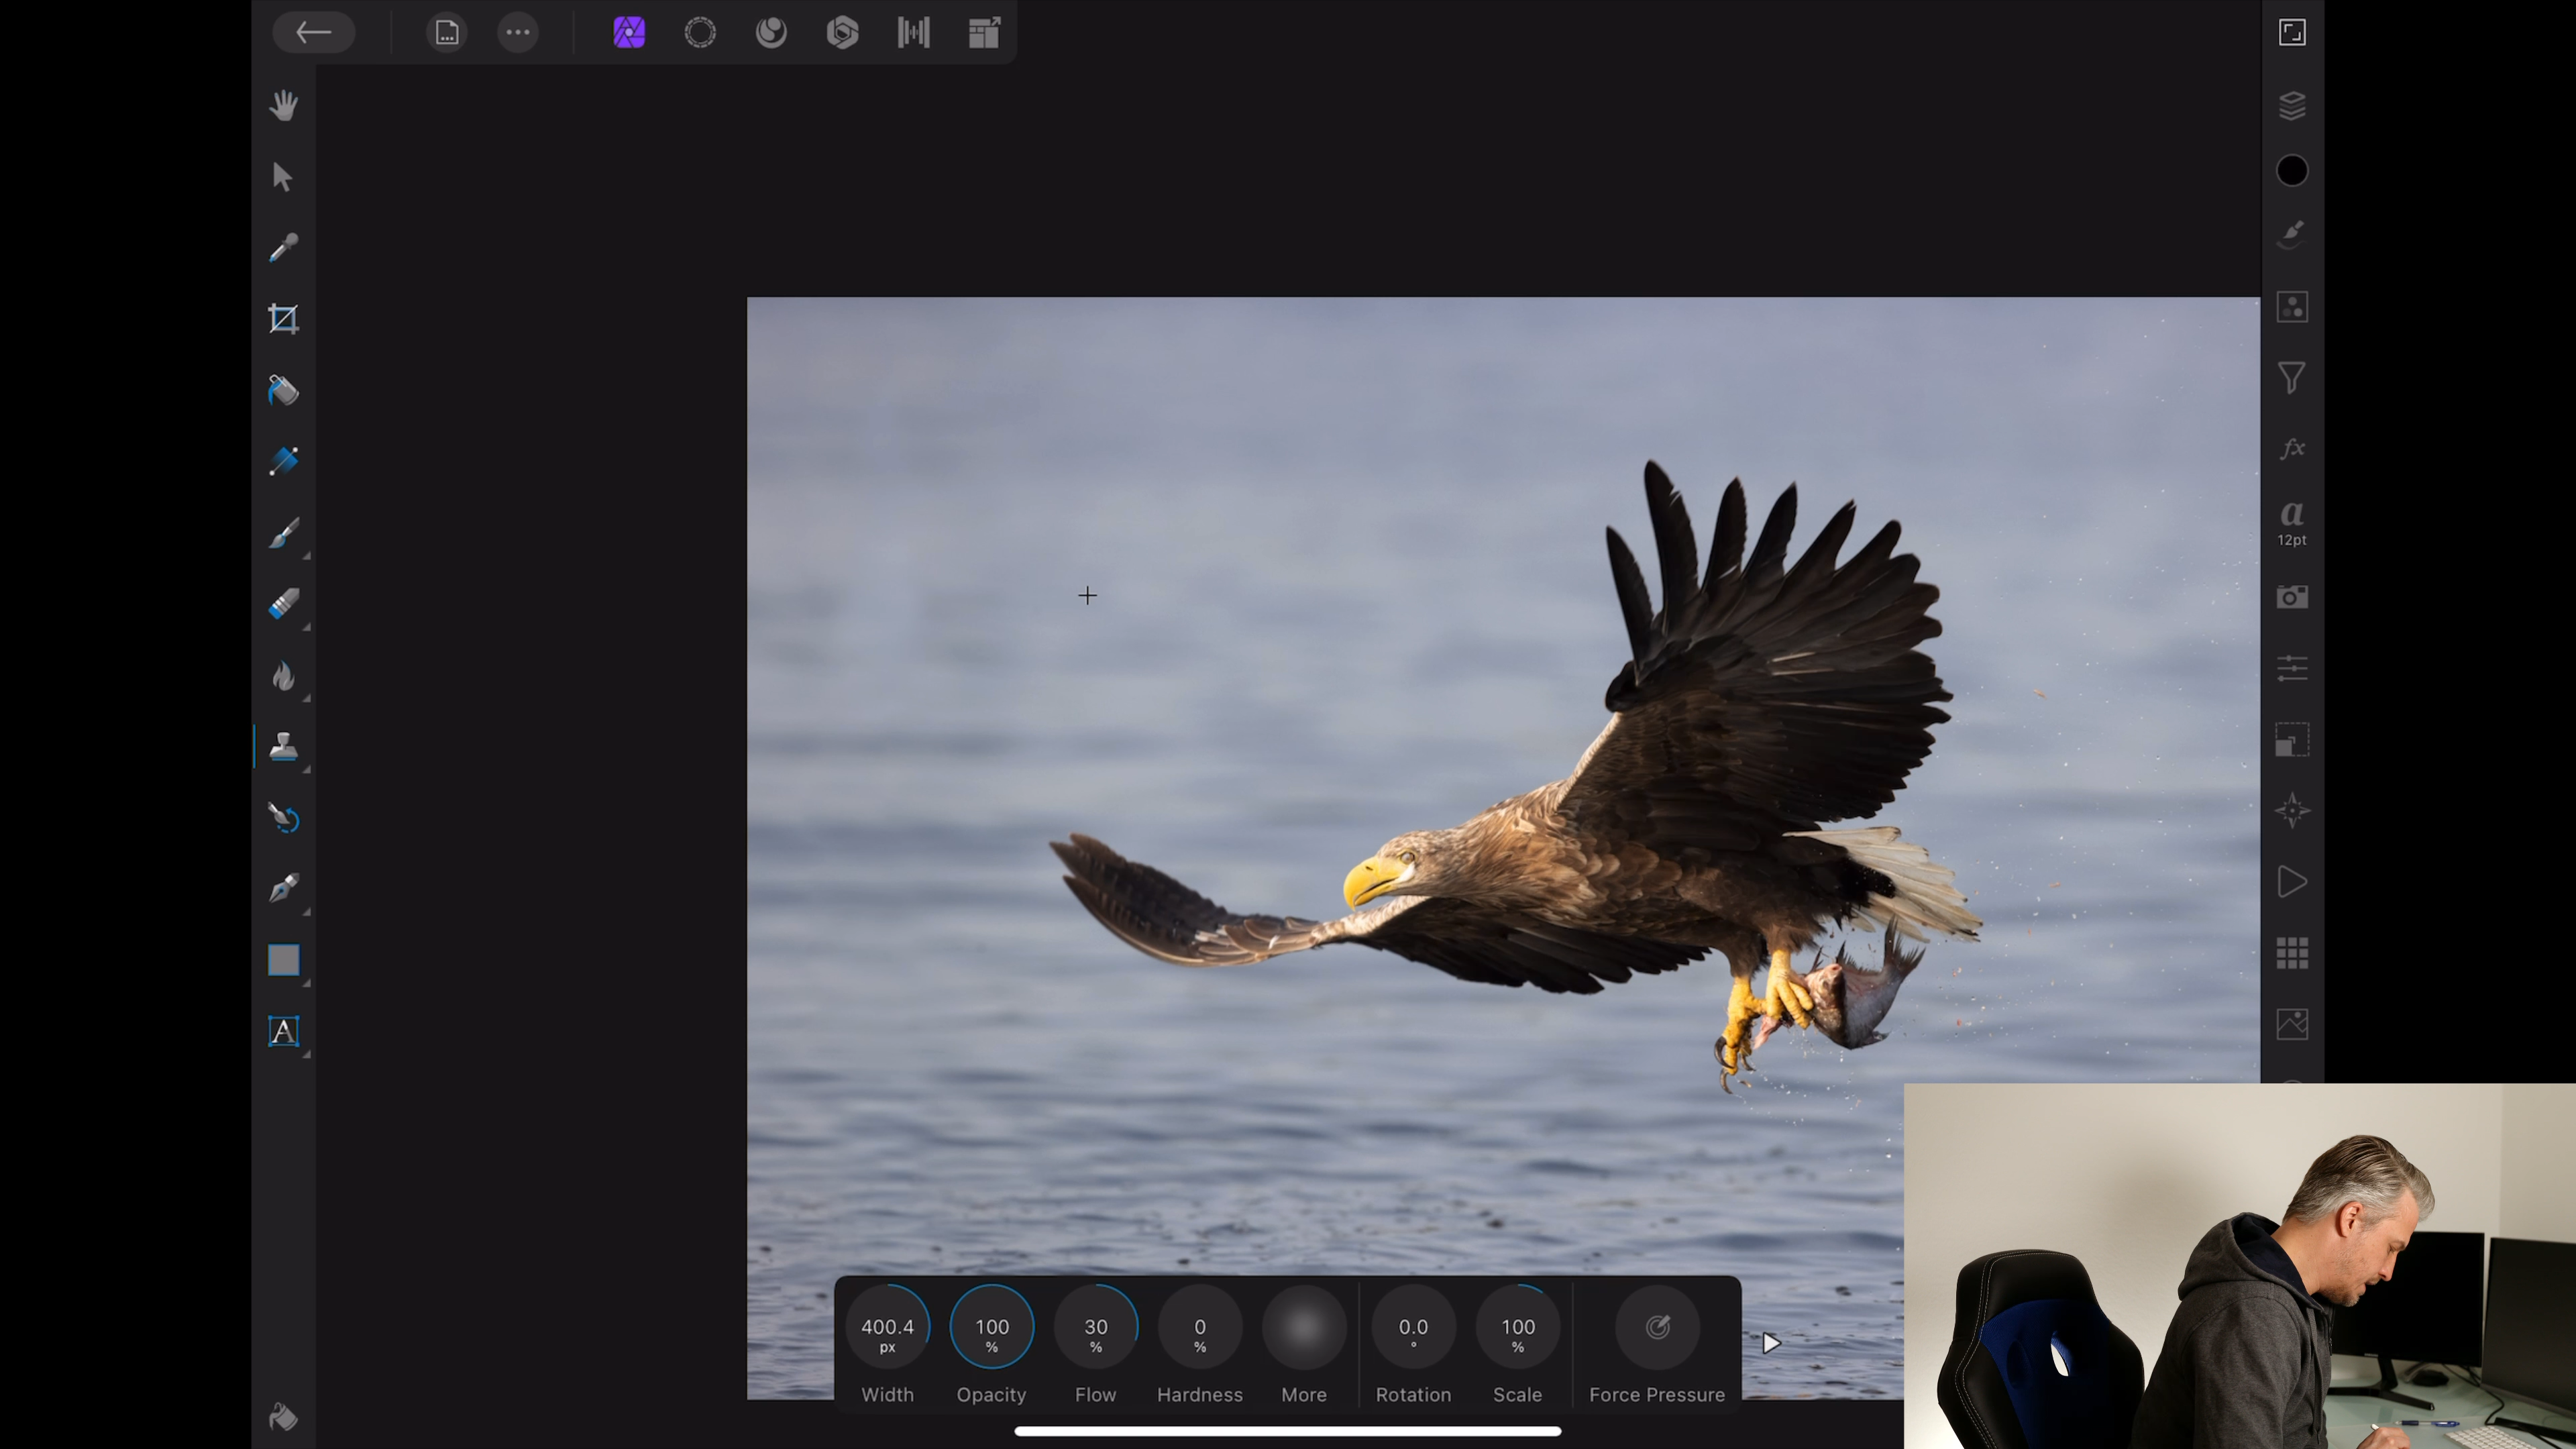 a
12pt
A
400.4
px
100
%
30
%
0
%
0.0
°
100
%
Width
Opacity
Flow
Hardness
More
Rotation
Scale
Force Pressure
fx